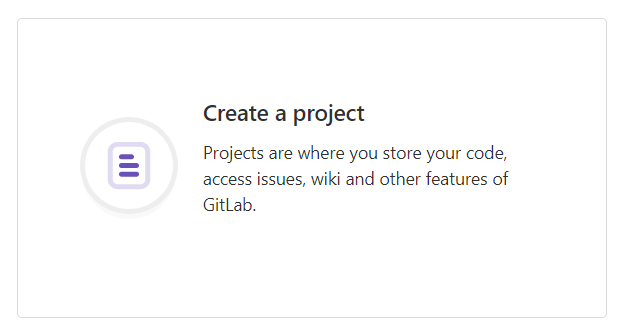 Create a project
Projects are where you store your code,
access issues, wiki and other features of
GitLab.